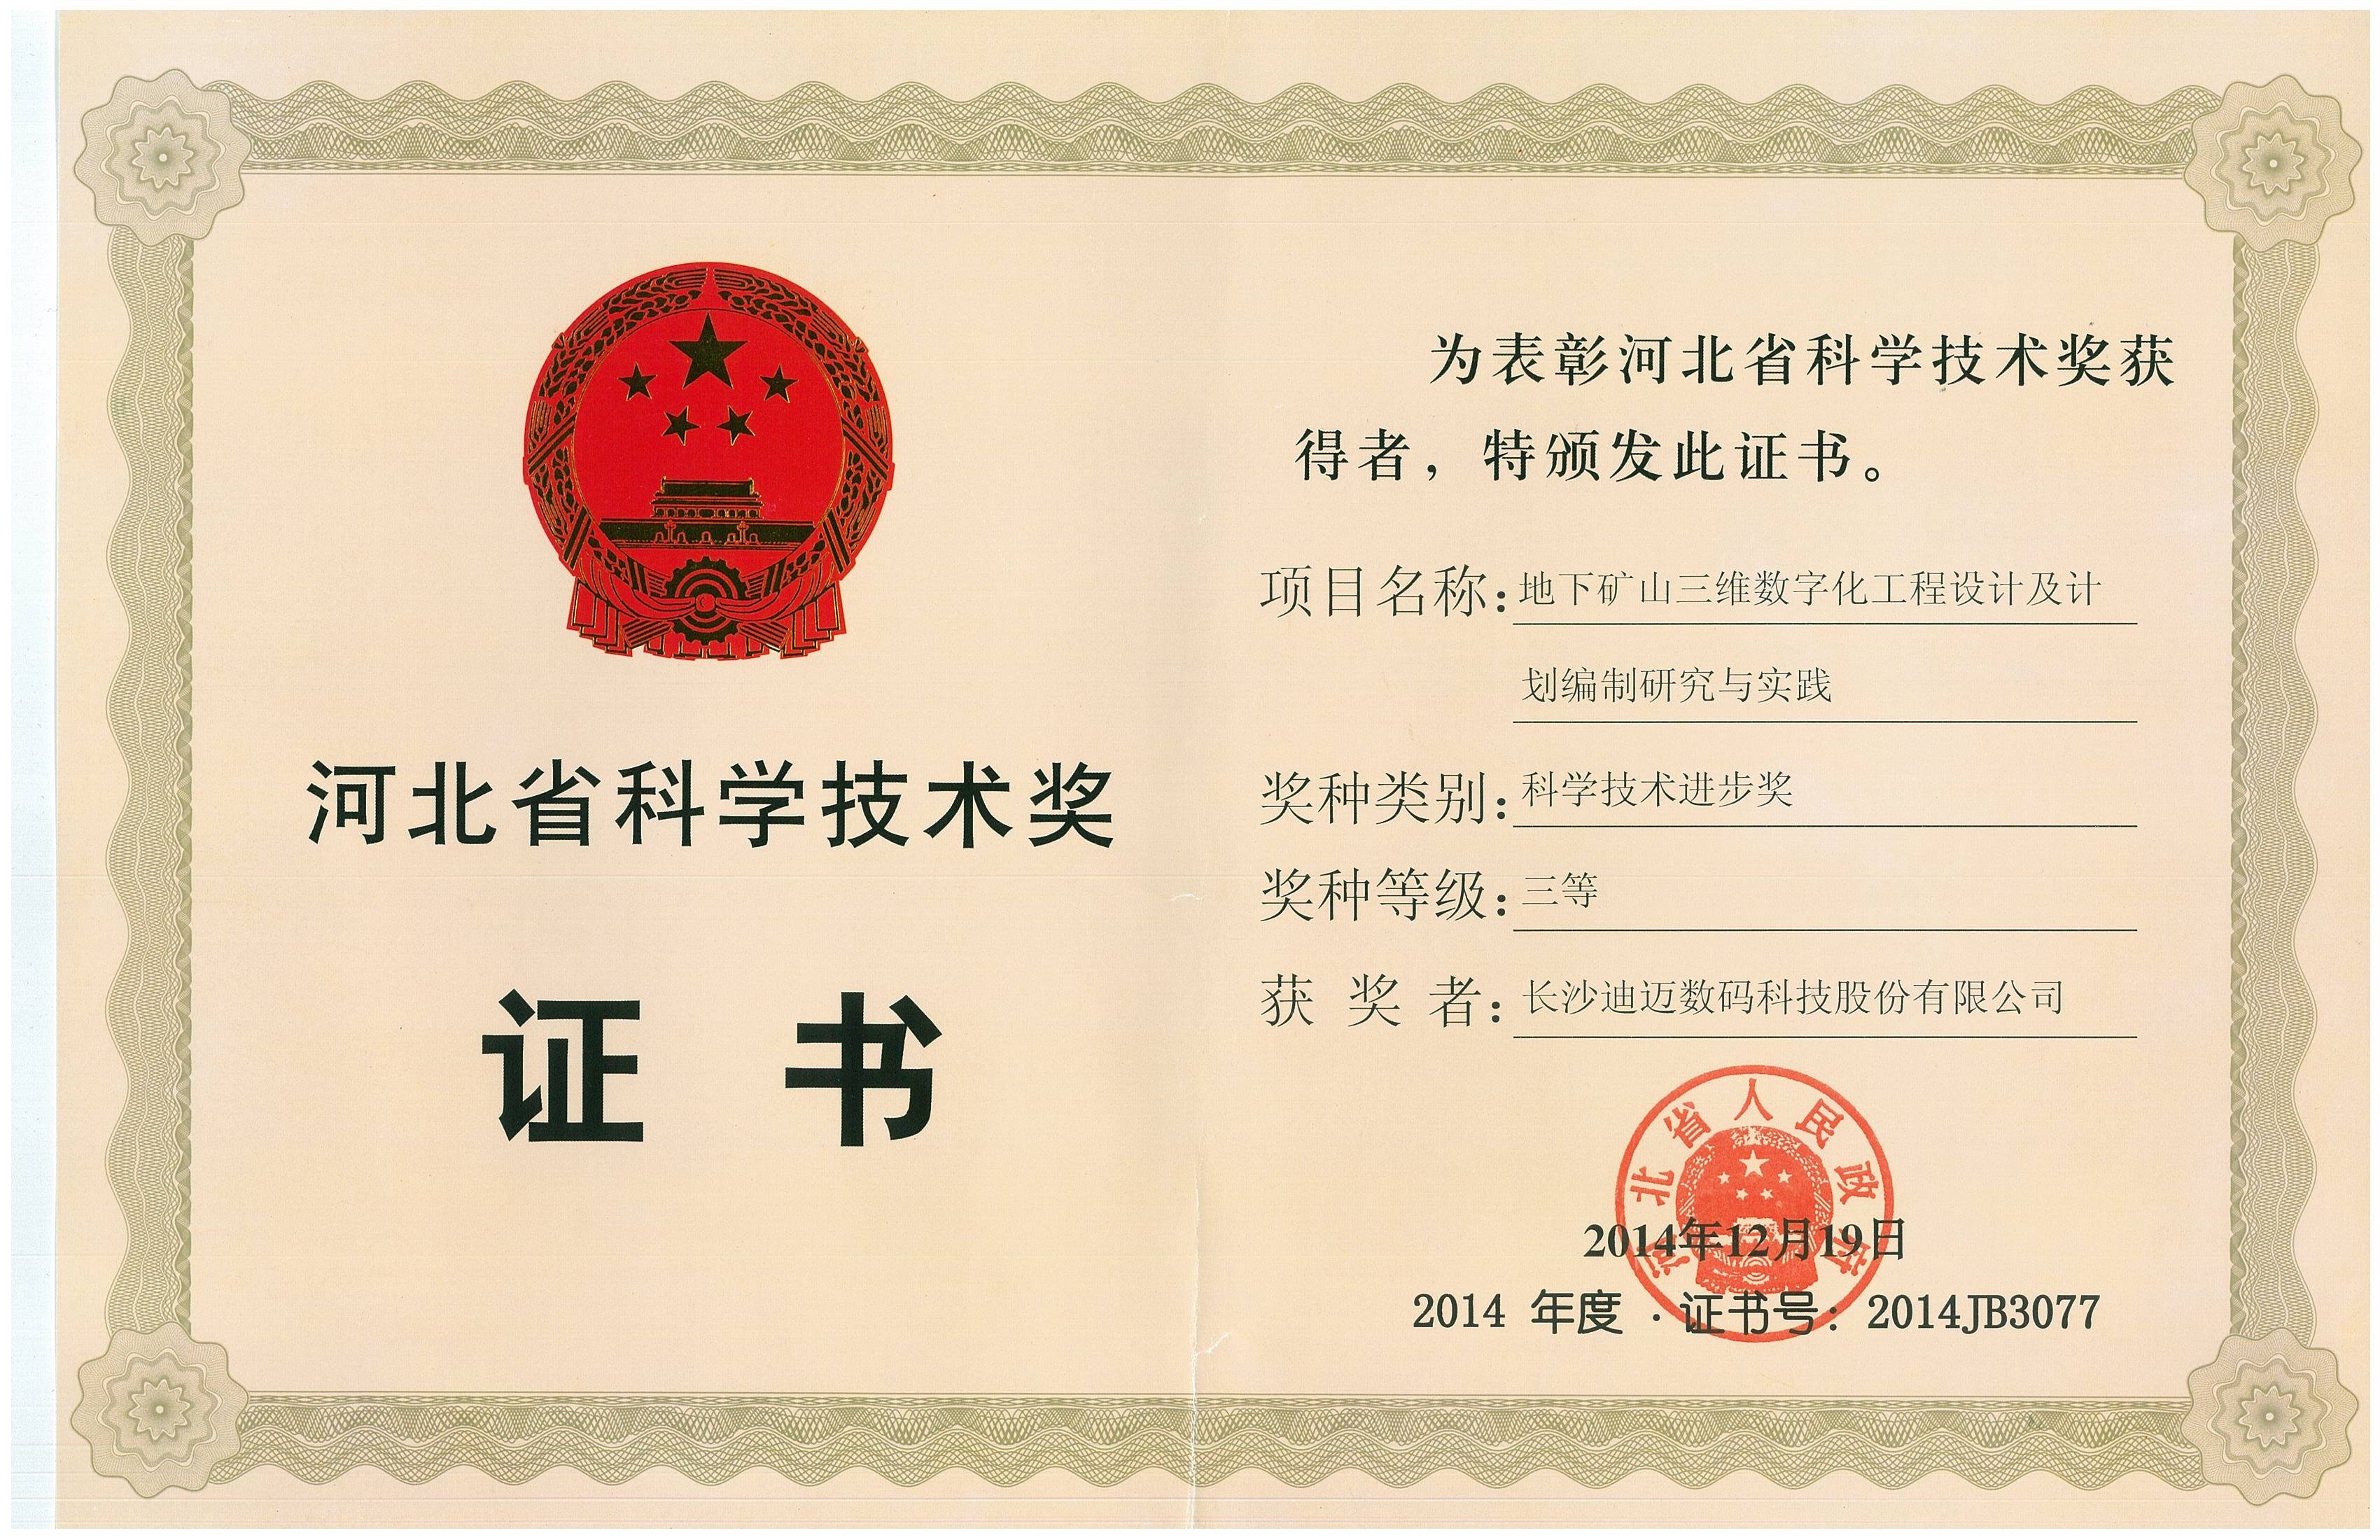 河北省科学技术奖
证书
为表彰河北省科学技术奖获
得者，特颁发此证书。
项目名称：地下矿山三维数字化工程设计及计
划编制研究与实践
奖种类别：科学技术进步奖
奖种等级：三等
获奖者：长沙迪迈数码科技股份有限公司
河北省人民政府
2014年12月19日
2014 年度 · 证书号：2014JB3077